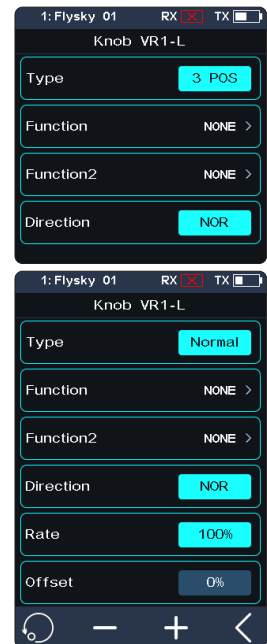 1: Flysky 01 RX TX
Knob VR1-L
Type 3 POS
Function NONE >
Function2 NONE >
Direction NOR
1: Flysky 01 RX TX
Knob VR1-L
Type Normal
Function NONE >
Function2 NONE >
Direction NOR
Rate 100%
Offset 0%